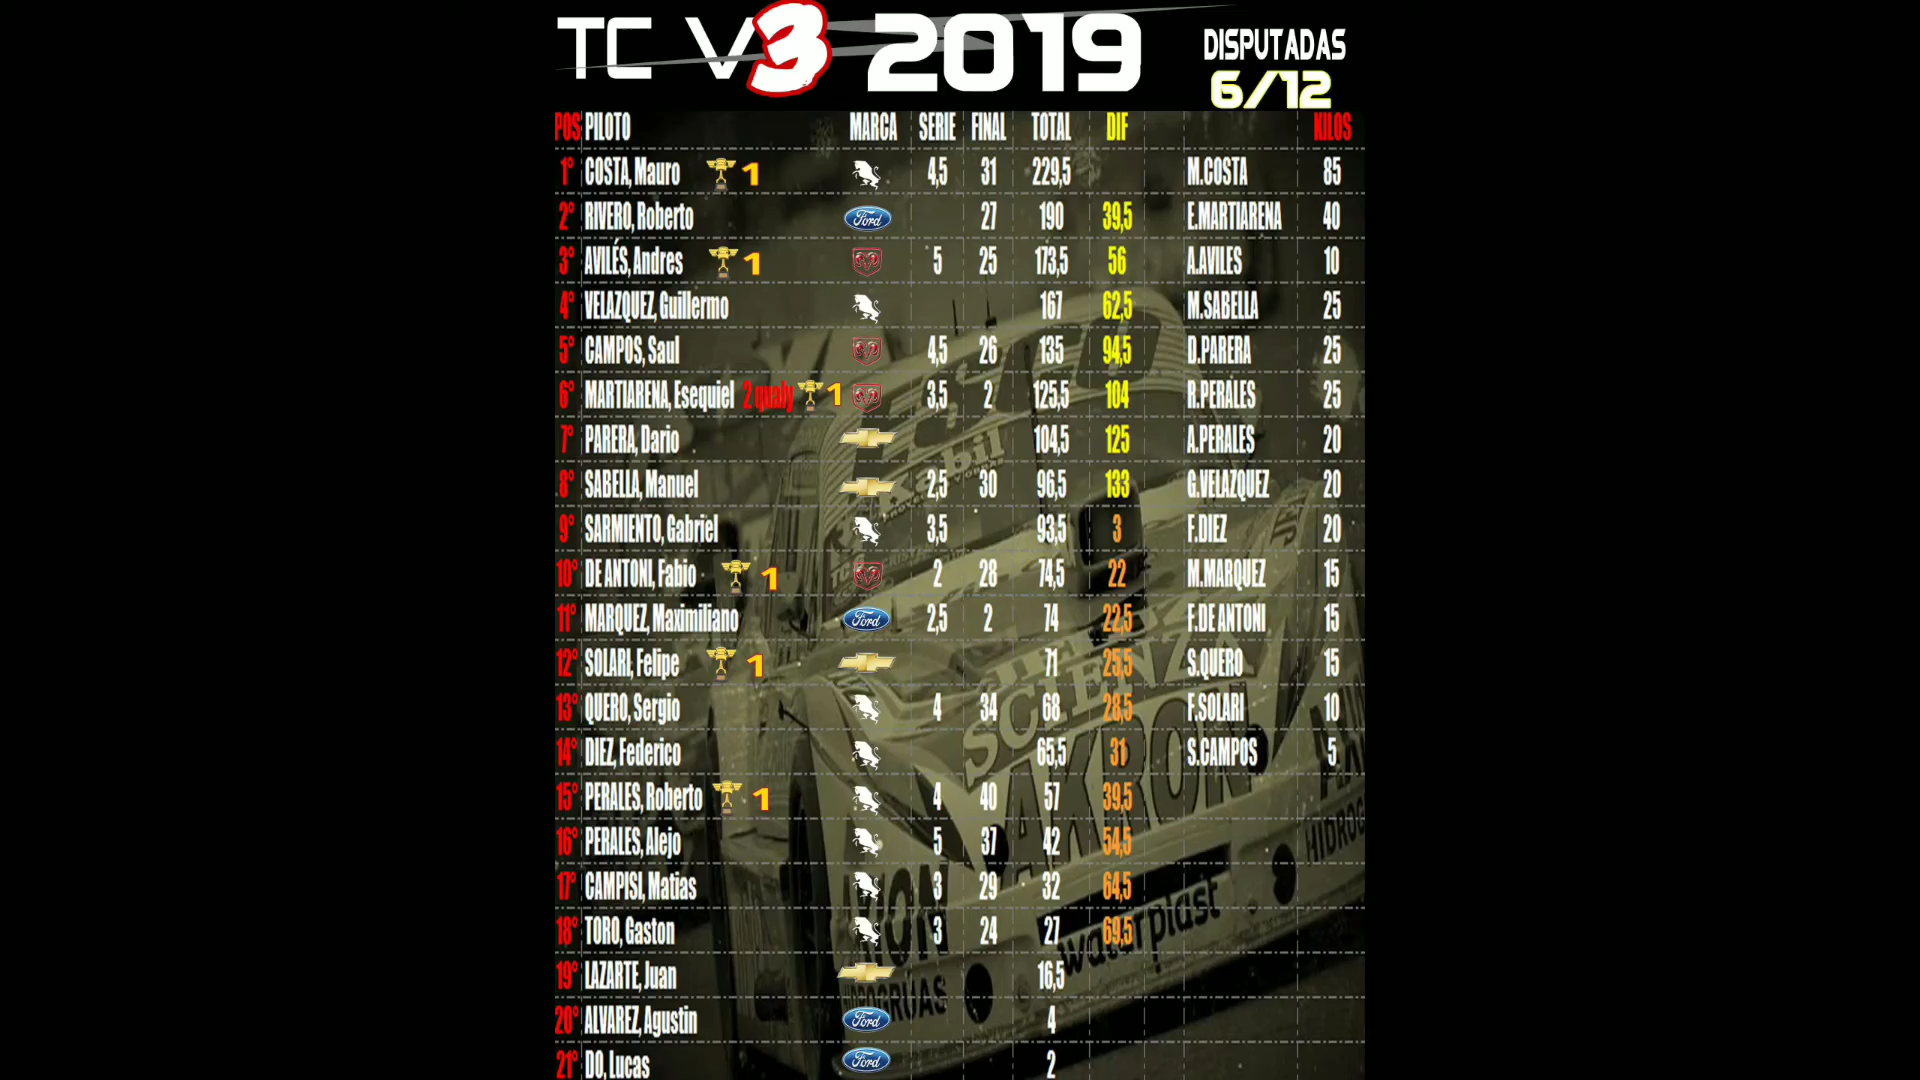 TC V3 2019 DISPUTADAS
6/12
POS PILOTO MARCA SERIE FINAL TOTAL DIF KILOS
1° COSTA, Mauro 1 4,5 31 229,5 M.COSTA 85
2° RIVERO, Roberto Ford 27 190 39,5 E.MARTIARENA 40
3° AVILÉS, Andres 1 5 25 173,5 56 A.AVILES 10
4° VELAZQUEZ, Guillermo 167 62,5 M.SABELLA 25
5° CAMPOS, Saul 4,5 26 135 94,5 D.PARERA 25
6° MARTIARENA, Esequiel 2 qualy 1 3,5 2 125,5 104 R.PERALES 25
7° PARERA, Dario 104,5 125 A.PERALES 20
8° SABELLA, Manuel 2,5 30 96,5 133 G.VELAZQUEZ 20
9° SARMIENTO, Gabriel 3,5 93,5 3 F.DIEZ 20
10° DE ANTONI, Fabio 1 2 28 74,5 22 M.MARQUEZ 15
11° MARQUEZ, Maximiliano Ford 2,5 2 74 22,5 F.DE ANTONI 15
12° SOLARI, Felipe 1 71 25,5 S.QUERO 15
13° QUERO, Sergio 4 34 68 28,5 F.SOLARI 10
14° DIEZ, Federico 65,5 31 S.CAMPOS 5
15° PERALES, Roberto 1 4 40 57 39,5
16° PERALES, Alejo 5 37 42 54,5
17° CAMPISI, Matias 3 29 32 64,5
18° TORO, Gaston 3 24 27 69,5
19° LAZARTE, Juan 16,5
20° ALVAREZ, Agustin Ford 4
21° DO, Lucas Ford 2
SCIENZA
AKRON
waterplast